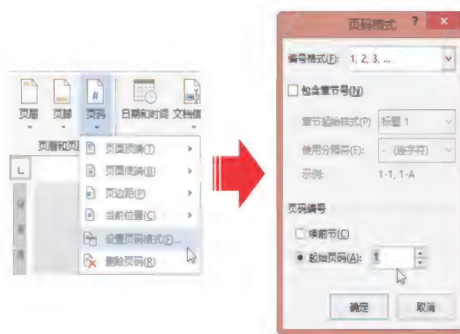 页眉 页脚 页码 日期和时间 文档信
页眉和页
页面顶端(T)
页面底端(B)
页边距(P)
当前位置(C)
设置页码格式(F)...
删除页码(R)
页码格式 ? ×
编号格式(F): 1, 2, 3, ...
包含章节号(N)
章节起始样式(P) 标题 1
使用分隔符(E): - (连字符)
示例: 1-1, 1-A
页码编号
续前节(C)
起始页码(A): 1
确定 取消